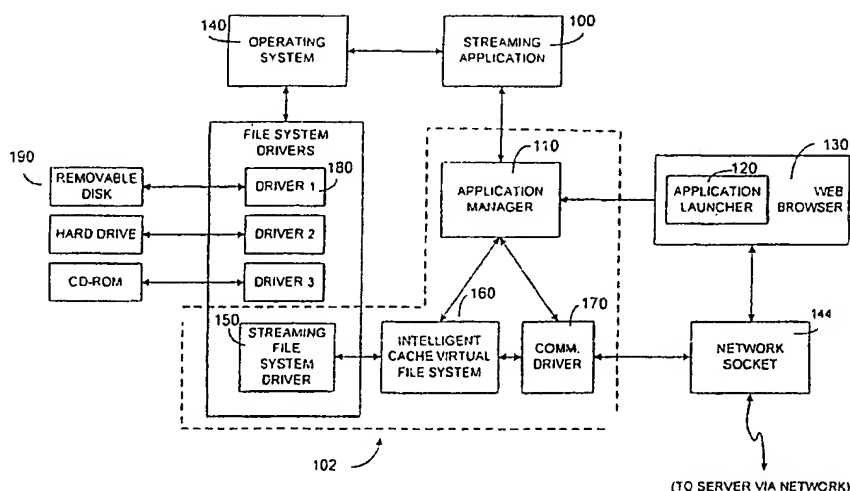 140
OPERATING
SYSTEM
100
STREAMING
APPLICATION
FILE SYSTEM
DRIVERS
190
REMOVABLE
DISK
DRIVER 1
180
HARD DRIVE
DRIVER 2
CD-ROM
DRIVER 3
110
APPLICATION
MANAGER
130
120
APPLICATION
LAUNCHER
WEB
BROWSER
150
STREAMING
FILE
SYSTEM
DRIVER
160
INTELLIGENT
CACHE VIRTUAL
FILE SYSTEM
170
COMM.
DRIVER
144
NETWORK
SOCKET
102
(TO SERVER VIA NETWORK)